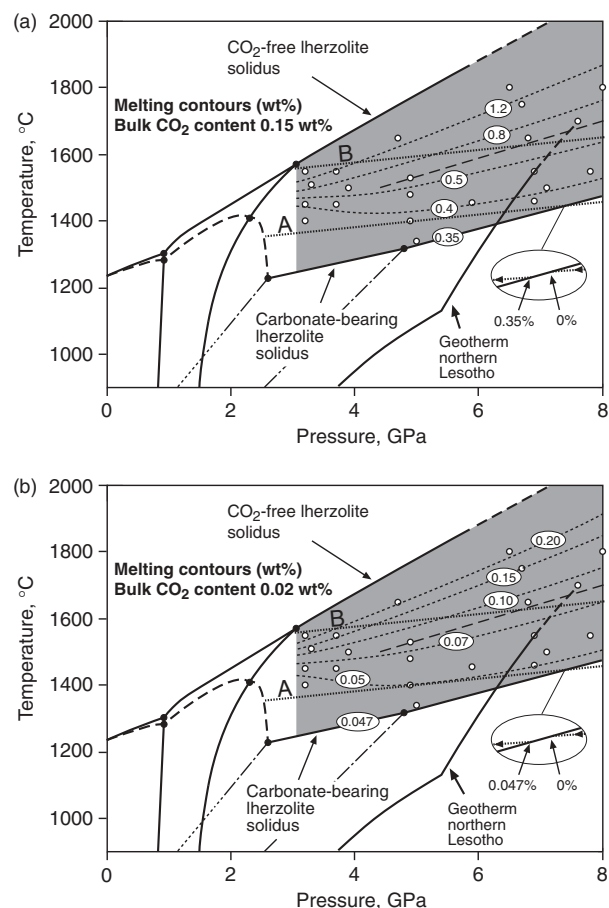 (a)
2000
1800
1600
1400
1200
1000
Temperature, °C
CO2-free lherzolite
solidus
Melting contours (wt%)
Bulk CO2 content 0.15 wt%
1.2
0.8
B
0.5
0.4
A
0.35
Carbonate-bearing
lherzolite
solidus
0.35%
0%
Geotherm
northern
Lesotho
0
2
4
6
8
Pressure, GPa
(b)
2000
1800
1600
1400
1200
1000
Temperature, °C
CO2-free lherzolite
solidus
Melting contours (wt%)
Bulk CO2 content 0.02 wt%
0.20
0.15
0.10
B
0.07
0.05
A
0.047
Carbonate-bearing
lherzolite
solidus
0.047%
0%
Geotherm
northern
Lesotho
0
2
4
6
8
Pressure, GPa